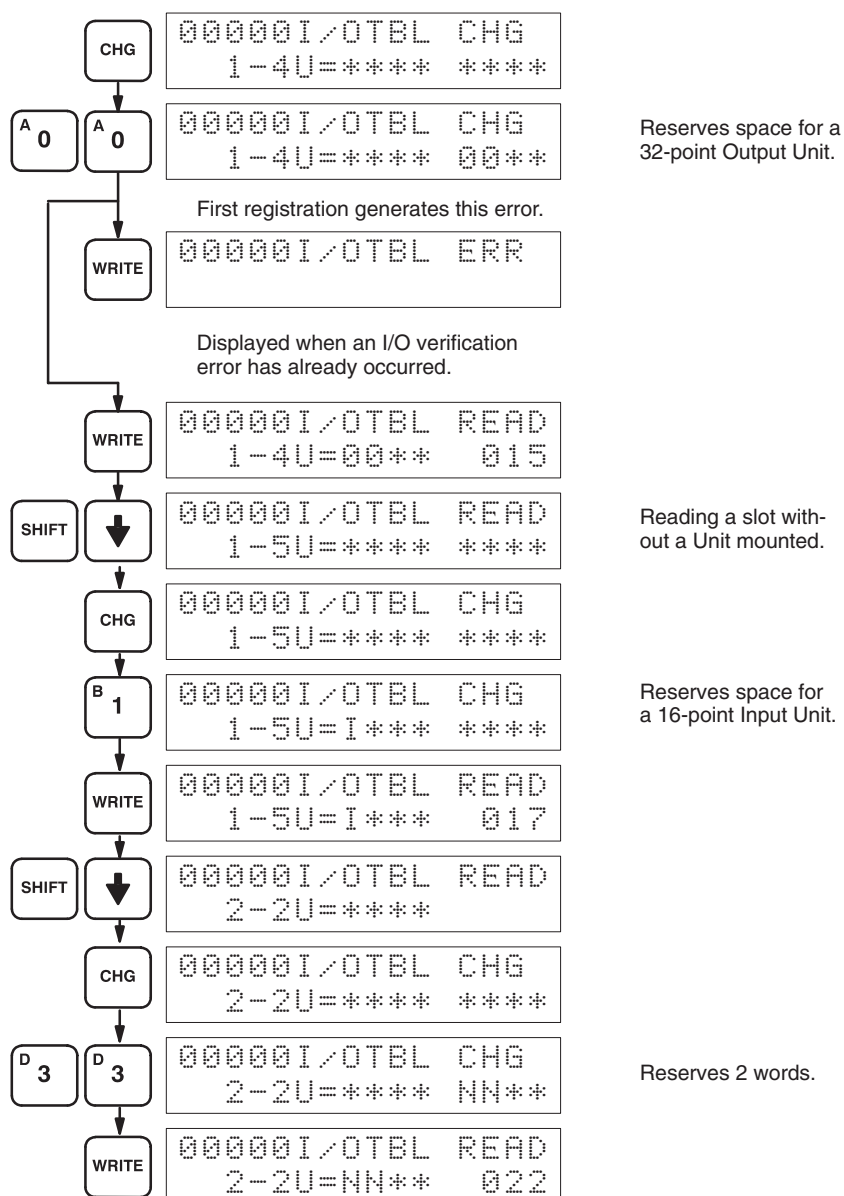 CHG
00000I/OTBL CHG
1-4U=**** ****
A 0 A 0
00000I/OTBL CHG
1-4U=**** 00**
Reserves space for a
32-point Output Unit.
First registration generates this error.
WRITE
00000I/OTBL ERR
Displayed when an I/O verification
error has already occurred.
WRITE
00000I/OTBL READ
1-4U=00** 015
SHIFT
00000I/OTBL READ
1-5U=**** ****
Reading a slot with-
out a Unit mounted.
CHG
00000I/OTBL CHG
1-5U=**** ****
B 1
00000I/OTBL CHG
1-5U=I*** ****
Reserves space for
a 16-point Input Unit.
WRITE
00000I/OTBL READ
1-5U=I*** 017
SHIFT
00000I/OTBL READ
2-2U=****
CHG
00000I/OTBL CHG
2-2U=**** ****
D 3 D 3
00000I/OTBL CHG
2-2U=**** NN**
Reserves 2 words.
WRITE
00000I/OTBL READ
2-2U=NN** 022